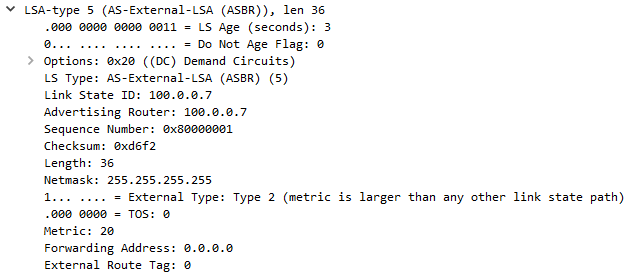 LSA-type 5 (AS-External-LSA (ASBR)), len 36
.000 0000 0000 0011 = LS Age (seconds): 3
0... .... .... .... = Do Not Age Flag: 0
Options: 0x20 ((DC) Demand Circuits)
LS Type: AS-External-LSA (ASBR) (5)
Link State ID: 100.0.0.7
Advertising Router: 100.0.0.7
Sequence Number: 0x80000001
Checksum: 0xd6f2
Length: 36
Netmask: 255.255.255.255
1... .... = External Type: Type 2 (metric is larger than any other link state path)
.000 0000 = TOS: 0
Metric: 20
Forwarding Address: 0.0.0.0
External Route Tag: 0